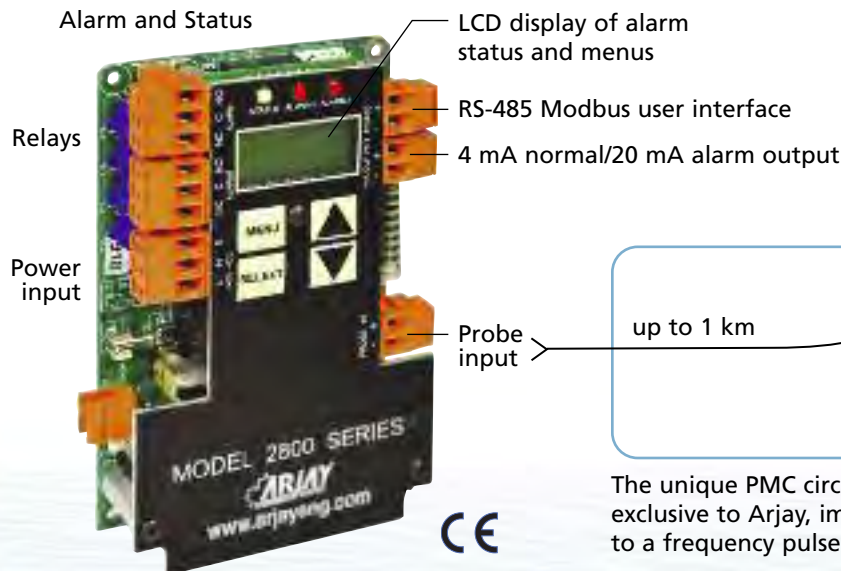 Alarm and Status
LCD display of alarm
status and menus
RS-485 Modbus user interface
4 mA normal/20 mA alarm output
Relays
Power
input
MENU
SELECT
Probe
input
up to 1 km
MODEL 2800 SERIES
ARJAY
www.arjayeng.com
CE
The unique PMC circ
exclusive to Arjay, im
to a frequency pulse